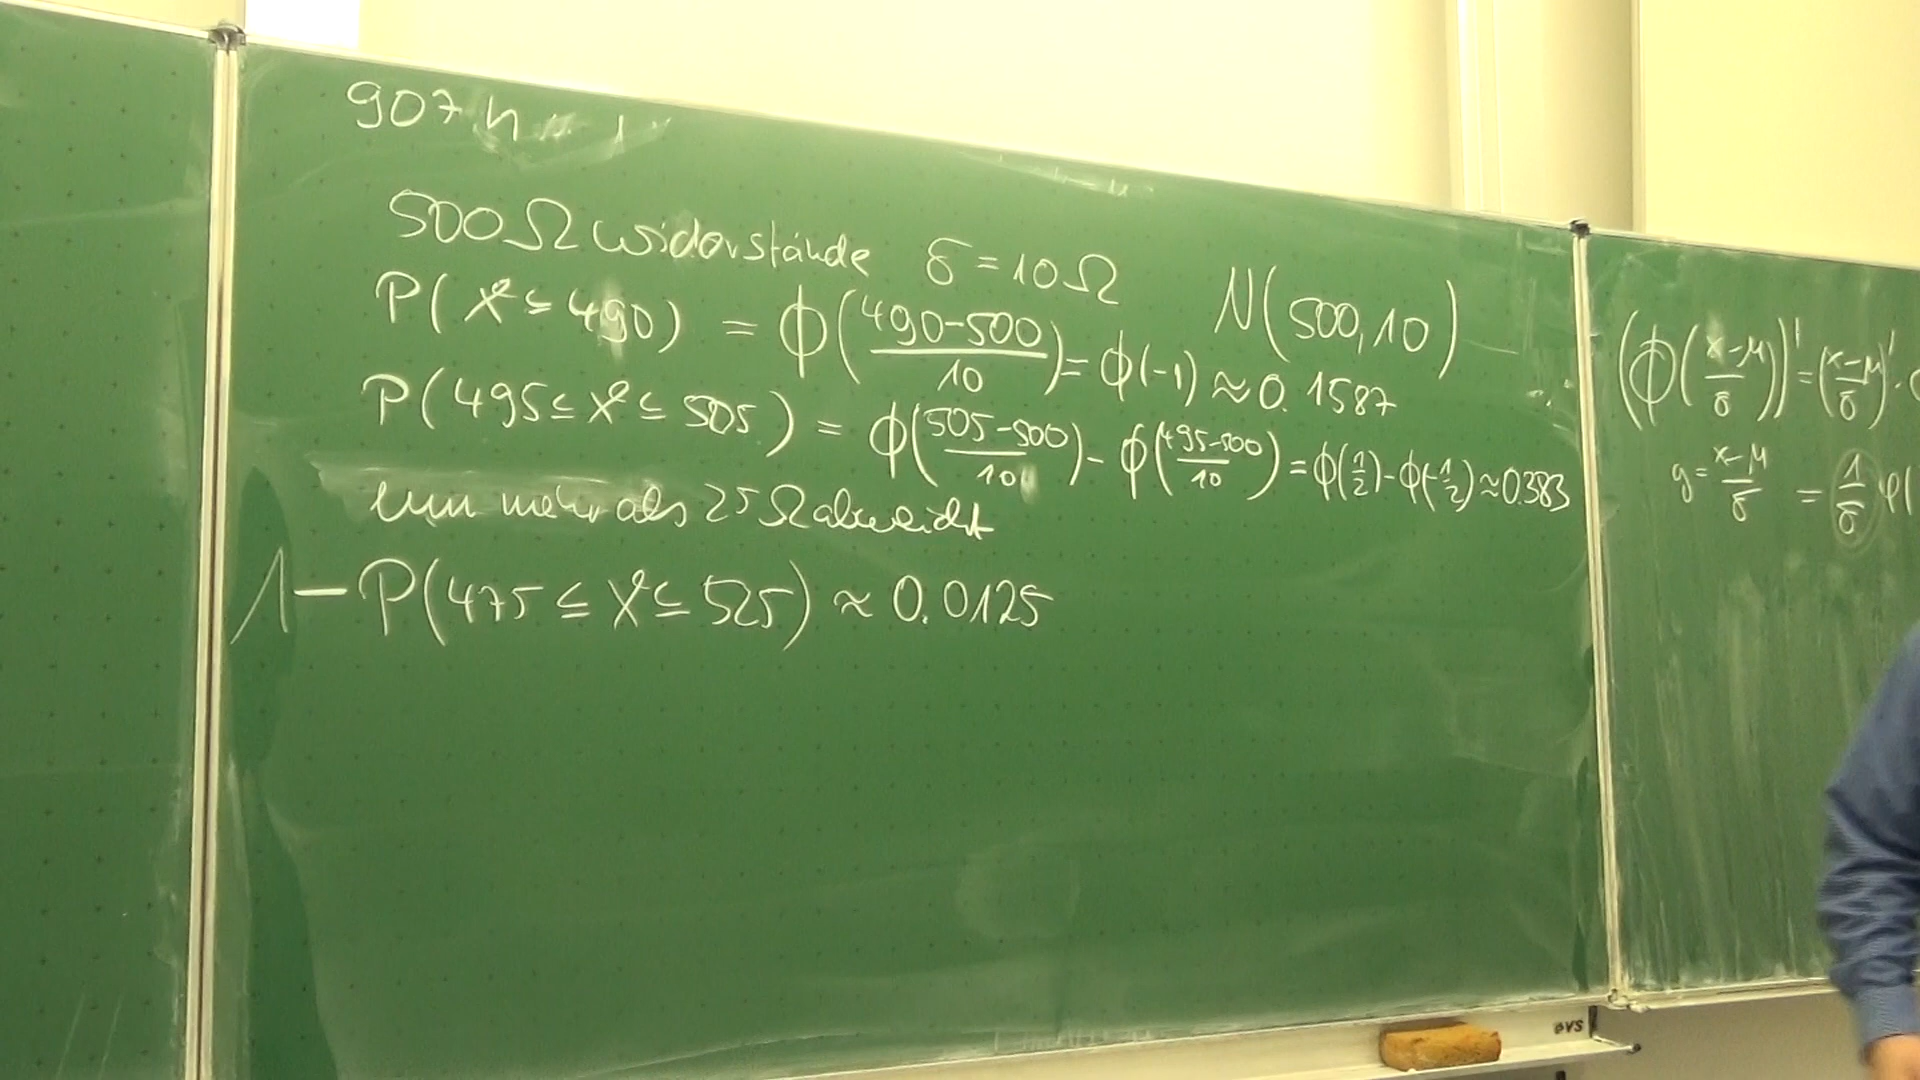 907 h
500Ω Widerstände σ = 10Ω N(500,10)
P(X ≤ 490) = ϕ((490-500)/10) = ϕ(-1) ≈ 0.1587
P(495 ≤ X ≤ 505) = ϕ((505-500)/10) - ϕ((495-500)/10) = ϕ(1/2) - ϕ(-1/2) ≈ 0.383
um mehr als 25Ω abweicht
1 - P(475 ≤ X ≤ 525) ≈ 0.0125
(ϕ((x-μ)/σ))' = ((x-μ)/σ)' ·
y = (x-μ)/σ = 1/σ φ(